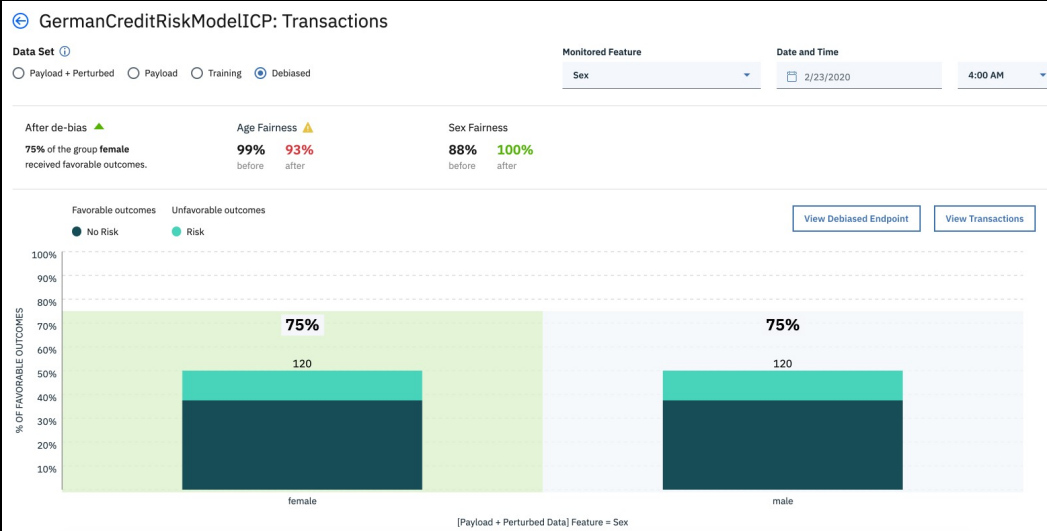 GermanCreditRiskModelICP: Transactions
Data Set
Payload + Perturbed Payload Training Debiased
Monitored Feature
Sex
Date and Time
2/23/2020
4:00 AM
After de-bias
75% of the group female
received favorable outcomes.
Age Fairness
99% 93%
before after
Sex Fairness
88% 100%
before after
Favorable outcomes Unfavorable outcomes
No Risk Risk
View Debiased Endpoint View Transactions
% OF FAVORABLE OUTCOMES
100%
90%
80%
70%
60%
50%
40%
30%
20%
10%
75% 75%
120 120
female male
[Payload + Perturbed Data] Feature = Sex